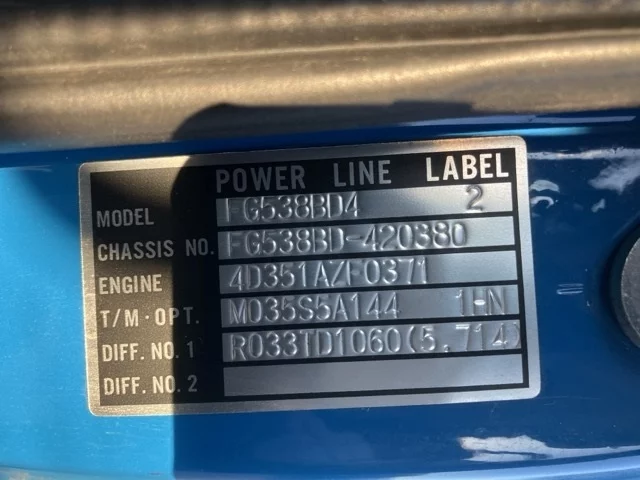 POWER LINE LABEL
MODEL FG538BD4 2
CHASSIS NO. FG538BD-420380
ENGINE 4D351AZF0371
T/M·OPT. M035S5A144 1HN
DIFF. NO. 1 R033TD1060(5.714)
DIFF. NO. 2